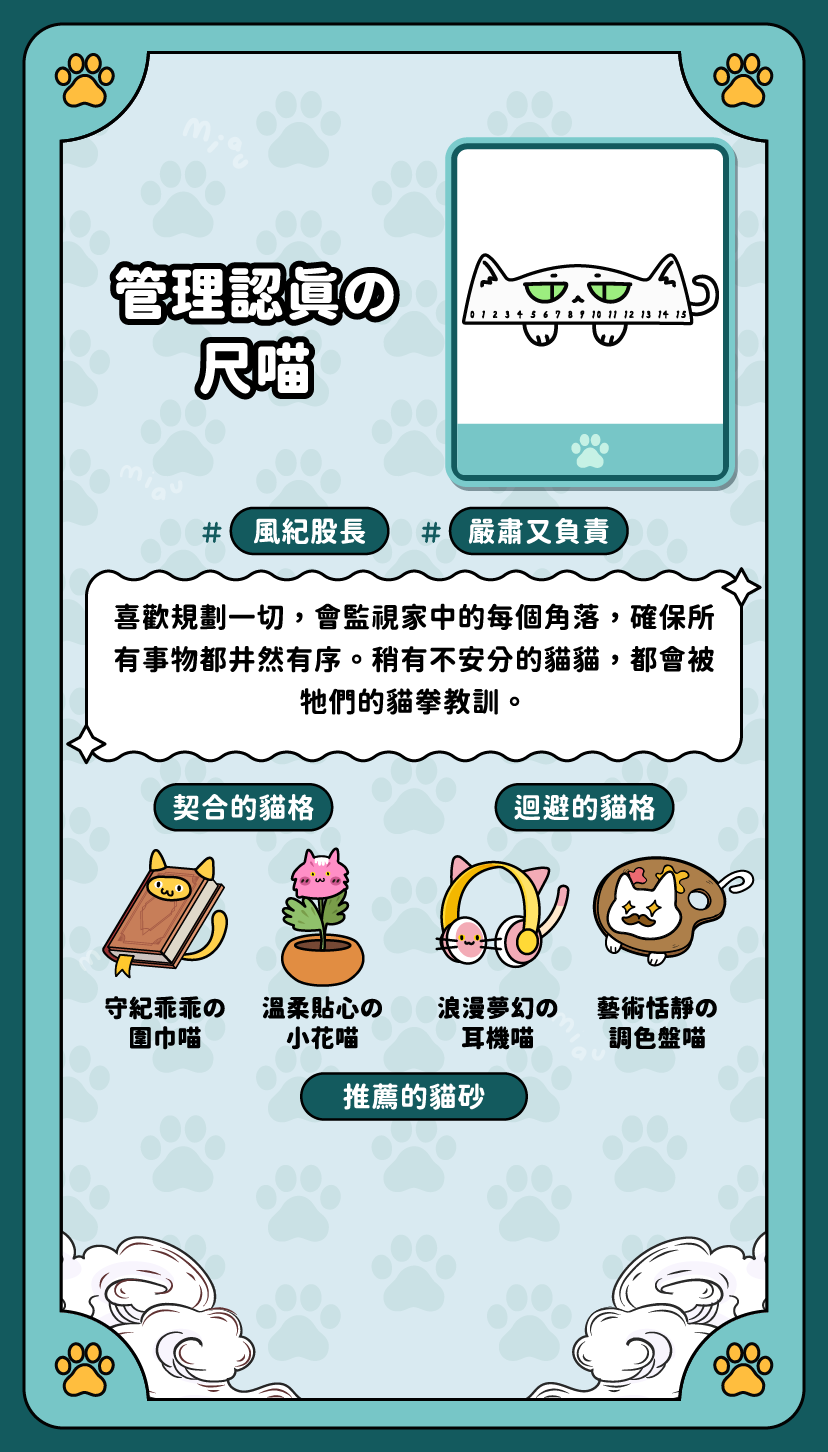 miau
管理認真の
尺喵
0 1 2 3 4 5 6 7 8 9 10 11 12 13 14 15
miau
# 風紀股長 # 嚴肅又負責
喜歡規劃一切，會監視家中的每個角落，確保所
有事物都井然有序。稍有不安分的貓貓，都會被
牠們的貓拳教訓。
契合的貓格 迴避的貓格
守紀乖乖の
圍巾喵
溫柔貼心の
小花喵
浪漫夢幻の
耳機喵
藝術恬靜の
調色盤喵
miau
推薦的貓砂